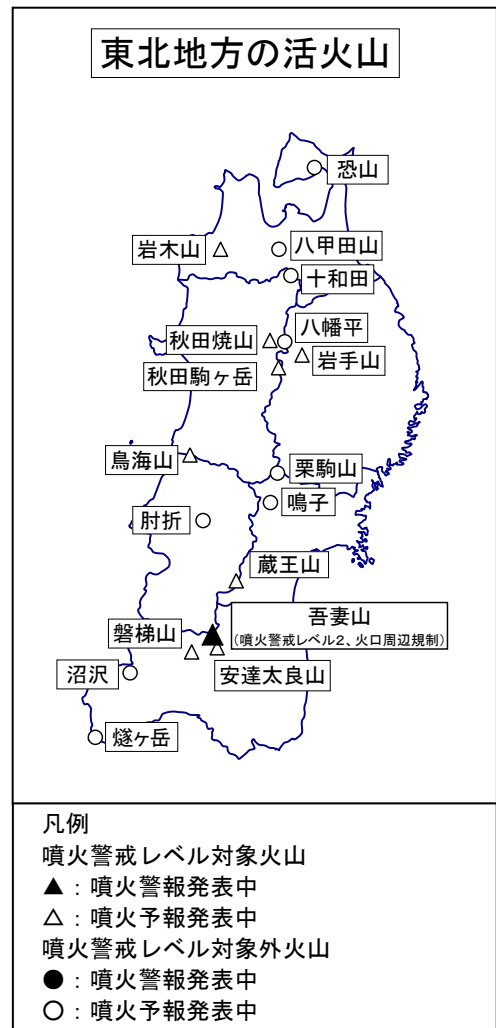 東北地方の活火山
恐山
岩木山
八甲田山
十和田
秋田焼山
八幡平
岩手山
秋田駒ヶ岳
鳥海山
栗駒山
鳴子
肘折
蔵王山
吾妻山
(噴火警戒レベル2、火口周辺規制)
磐梯山
安達太良山
沼沢
燧ヶ岳
凡例
噴火警戒レベル対象火山
▲：噴火警報発表中
△：噴火予報発表中
噴火警戒レベル対象外火山
●：噴火警報発表中
○：噴火予報発表中